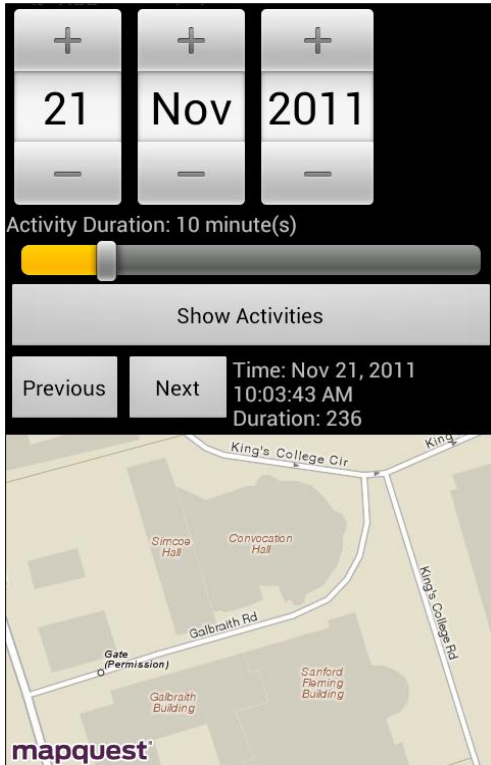 + + +
21 Nov 2011
− − −
Activity Duration: 10 minute(s)
Show Activities
Previous
Next
Time: Nov 21, 2011
10:03:43 AM
Duration: 236
King's College Cir
King's
Simcoe
Hall
Convocation
Hall
King's College Rd
Galbraith Rd
Gate
(Permission)
Galbraith
Building
Sanford
Fleming
Building
mapquest